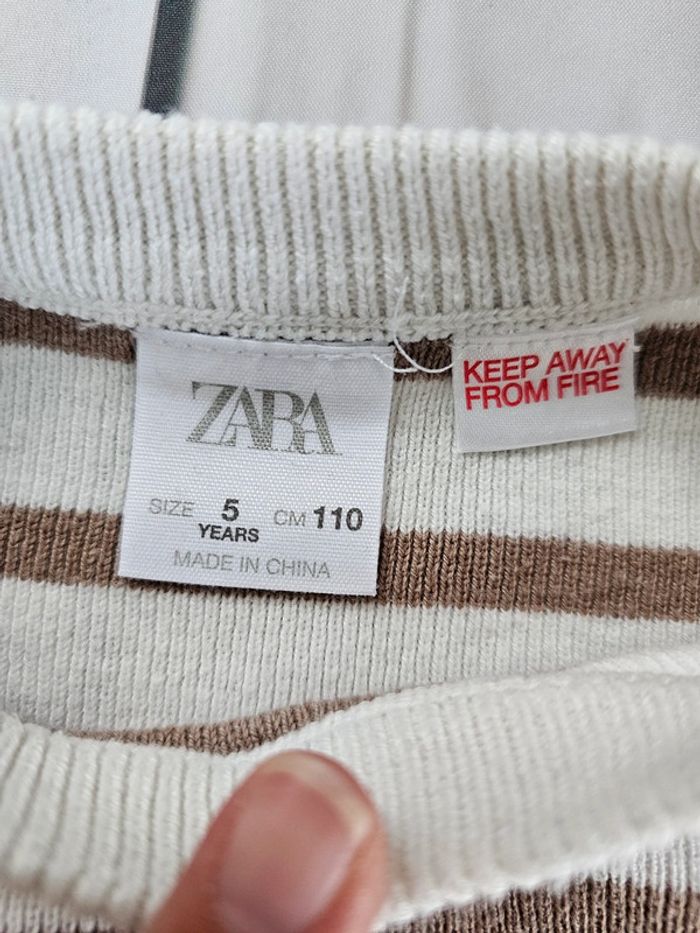 ZARA
SIZE 5 YEARS CM 110
MADE IN CHINA
KEEP AWAY
FROM FIRE